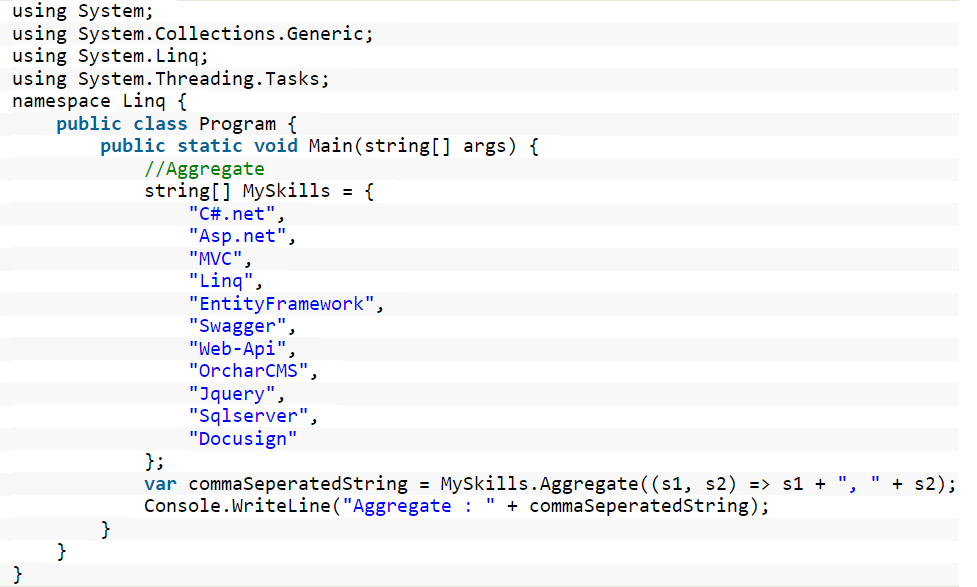 using System;
using System.Collections.Generic;
using System.Linq;
using System.Threading.Tasks;
namespace Linq {
    public class Program {
        public static void Main(string[] args) {
            //Aggregate
            string[] MySkills = {
                "C#.net",
                "Asp.net",
                "MVC",
                "Linq",
                "EntityFramework",
                "Swagger",
                "Web-Api",
                "OrcharCMS",
                "Jquery",
                "Sqlserver",
                "Docusign"
            };
            var commaSeperatedString = MySkills.Aggregate((s1, s2) => s1 + ", " + s2);
            Console.WriteLine("Aggregate : " + commaSeperatedString);
        }
    }
}